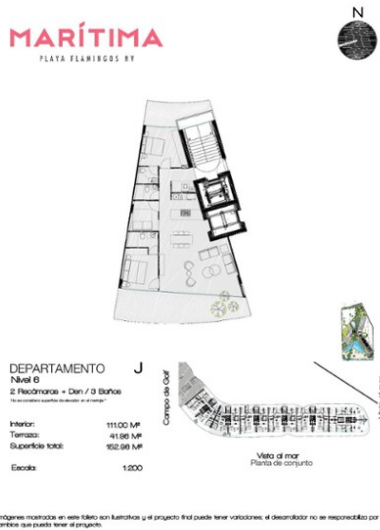 N
MARÍTIMA
PLAYA FLAMINGOS RV
DEPARTAMENTO J
Nivel 6
2 Recámaras + Den / 3 Baños
Interior: 111.00 M²
Terraza: 41.98 M²
Superficie total: 152.98 M²
Escala: 1:200
Campo de Golf
Vista al mar
Planta de conjunto
Imágenes mostradas en este folleto son ilustrativas y el proyecto final puede tener variaciones; el desarrollador no se responsabiliza por
cambios que pueda tener el proyecto.